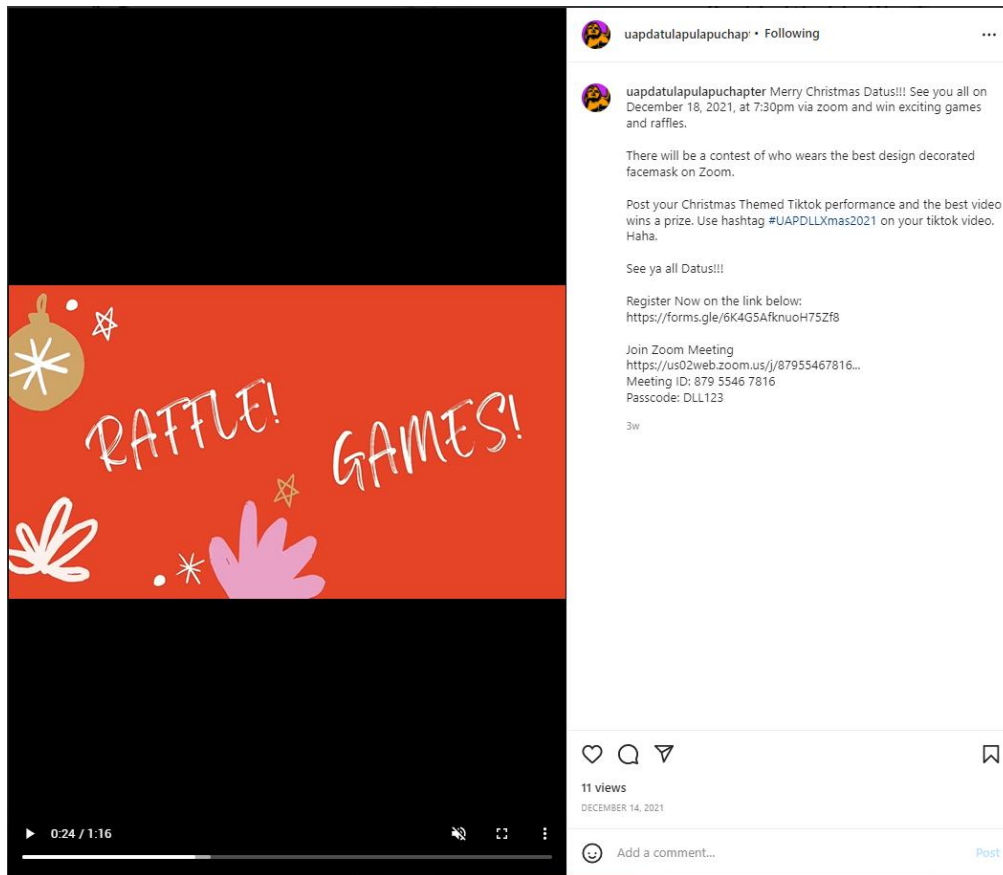 RAFFLE!
GAMES!
0:24 / 1:16
uapdatulapulapuchap • Following
uapdatulapulapuchapter Merry Christmas Datus!!! See you all on
December 18, 2021, at 7:30pm via zoom and win exciting games
and raffles.
There will be a contest of who wears the best design decorated
facemask on Zoom.
Post your Christmas Themed Tiktok performance and the best video
wins a prize. Use hashtag #UAPDLLXmas2021 on your tiktok video.
Haha.
See ya all Datus!!!
Register Now on the link below:
https://forms.gle/6K4G5AfknuoH75Zf8
Join Zoom Meeting
https://us02web.zoom.us/j/87955467816...
Meeting ID: 879 5546 7816
Passcode: DLL123
3w
11 views
DECEMBER 14, 2021
Add a comment...
Post